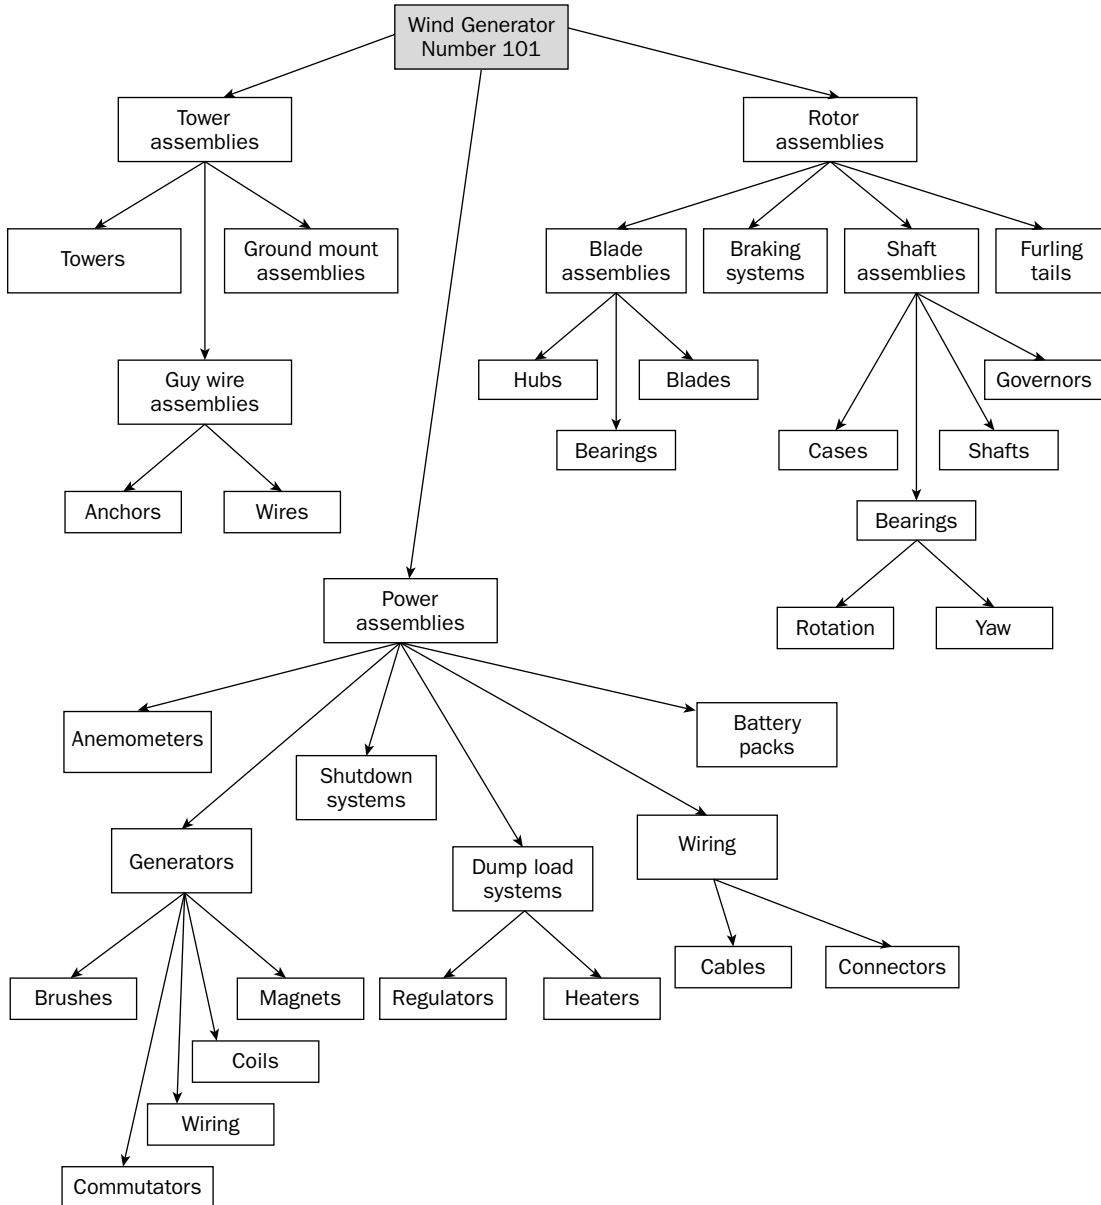 Wind Generator
Number 101
Tower
assemblies
Rotor
assemblies
Towers
Ground mount
assemblies
Blade
assemblies
Braking
systems
Shaft
assemblies
Furling
tails
Guy wire
assemblies
Hubs
Blades
Governors
Bearings
Cases
Shafts
Anchors
Wires
Bearings
Power
assemblies
Rotation
Yaw
Anemometers
Battery
packs
Shutdown
systems
Generators
Dump load
systems
Wiring
Cables
Connectors
Brushes
Magnets
Regulators
Heaters
Coils
Wiring
Commutators